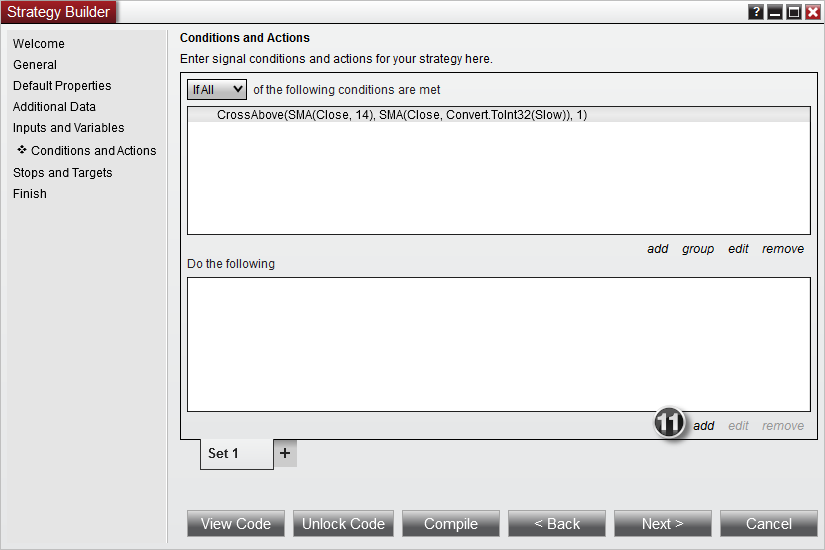 Strategy Builder
?
Welcome
General
Default Properties
Additional Data
Inputs and Variables
Conditions and Actions
Stops and Targets
Finish
Conditions and Actions
Enter signal conditions and actions for your strategy here.
If All of the following conditions are met
CrossAbove(SMA(Close, 14), SMA(Close, Convert.ToInt32(Slow)), 1)
add group edit remove
Do the following
11 add edit remove
Set 1 +
View Code Unlock Code Compile < Back Next > Cancel